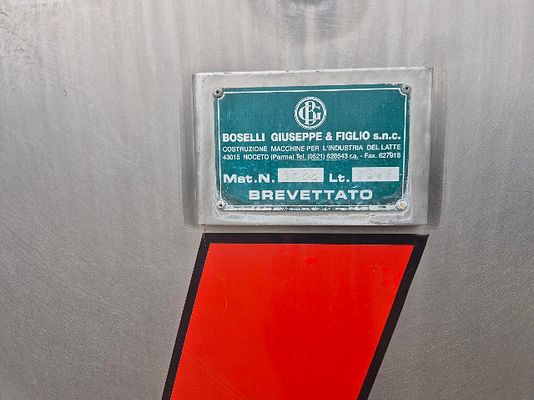 BG
BOSELLI GIUSEPPE & FIGLIO s.n.c.
COSTRUZIONE MACCHINE PER L'INDUSTRIA DEL LATTE
43015 NOCETO (Parma) Tel. (0521) 628543 r.a. - Fax. 627918
Mat. N. Lt.
BREVETTATO